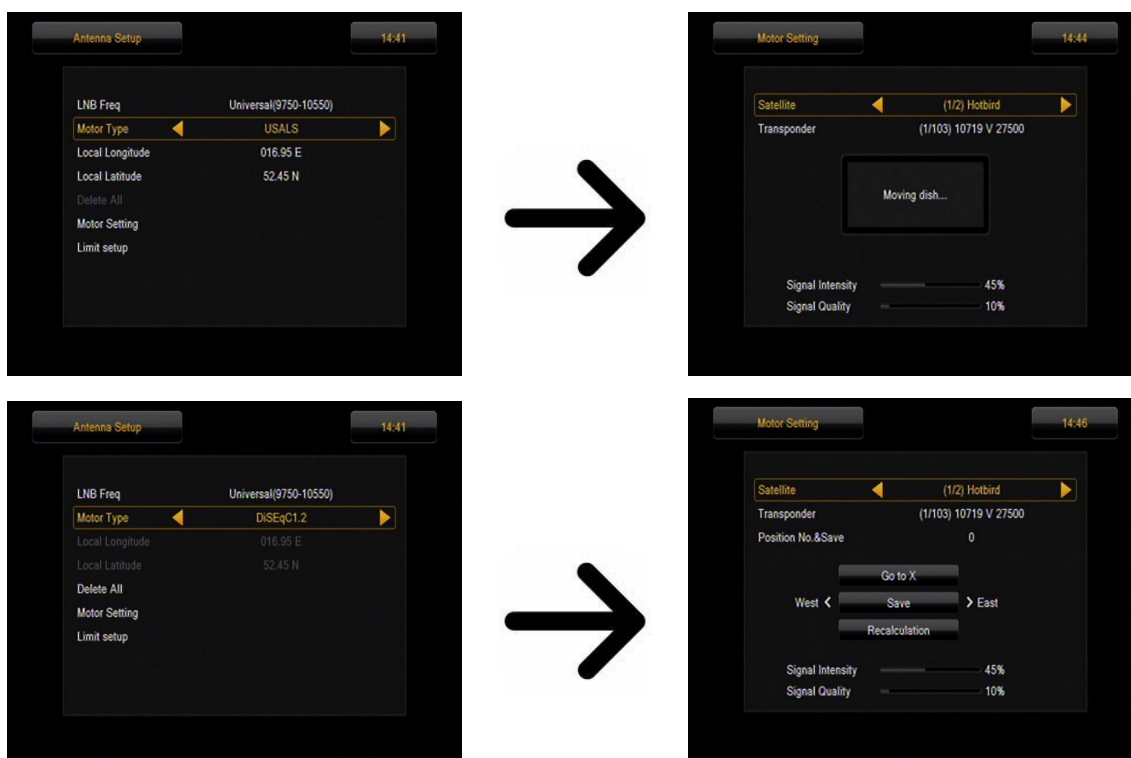 Antenna Setup 14:41
LNB Freq Universal(9750-10550)
Motor Type USALS
Local Longitude 016.95 E
Local Latitude 52.45 N
Delete All
Motor Setting
Limit setup
Motor Setting 14:44
Satellite (1/2) Hotbird
Transponder (1/103) 10719 V 27500
Moving dish...
Signal Intensity 45%
Signal Quality 10%
Antenna Setup 14:41
LNB Freq Universal(9750-10550)
Motor Type DiSEqC1.2
Local Longitude 016.95 E
Local Latitude 52.45 N
Delete All
Motor Setting
Limit setup
Motor Setting 14:46
Satellite (1/2) Hotbird
Transponder (1/103) 10719 V 27500
Position No.&Save 0
Go to X
West < Save > East
Recalculation
Signal Intensity 45%
Signal Quality 10%